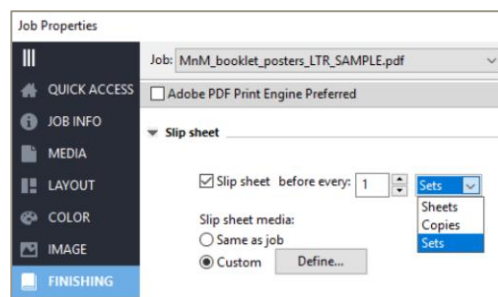 Job Properties
Job: MnM_booklet_posters_LTR_SAMPLE.pdf
QUICK ACCESS
Adobe PDF Print Engine Preferred
JOB INFO
Slip sheet
MEDIA
LAYOUT
Slip sheet before every: 1 Sets
Sheets
COLOR
Slip sheet media:
Copies
IMAGE
Same as job
Sets
FINISHING
Custom Define...